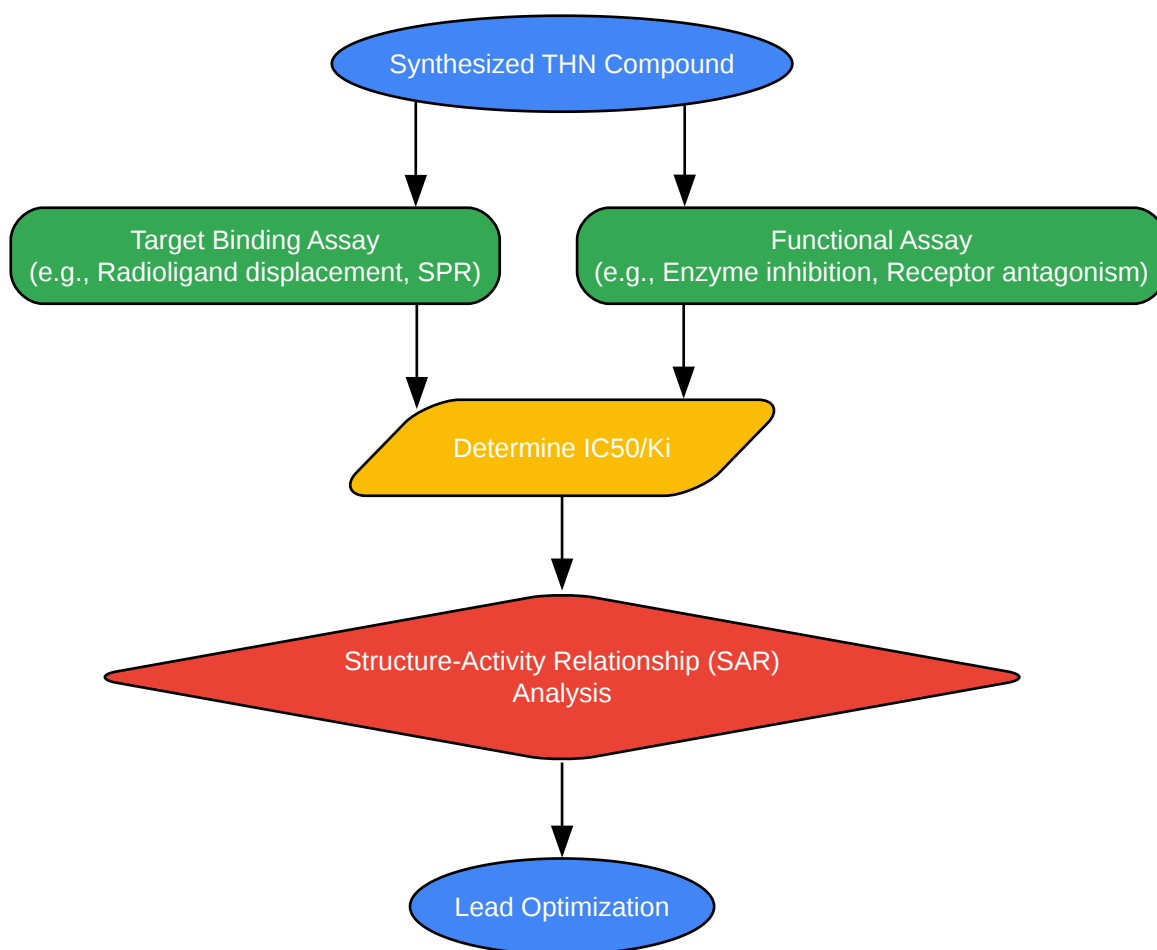 Synthesized THN Compound
Target Binding Assay
(e.g., Radioligand displacement, SPR)
Functional Assay
(e.g., Enzyme inhibition, Receptor antagonism)
Determine IC50/Ki
Structure-Activity Relationship (SAR)
Analysis
Lead Optimization